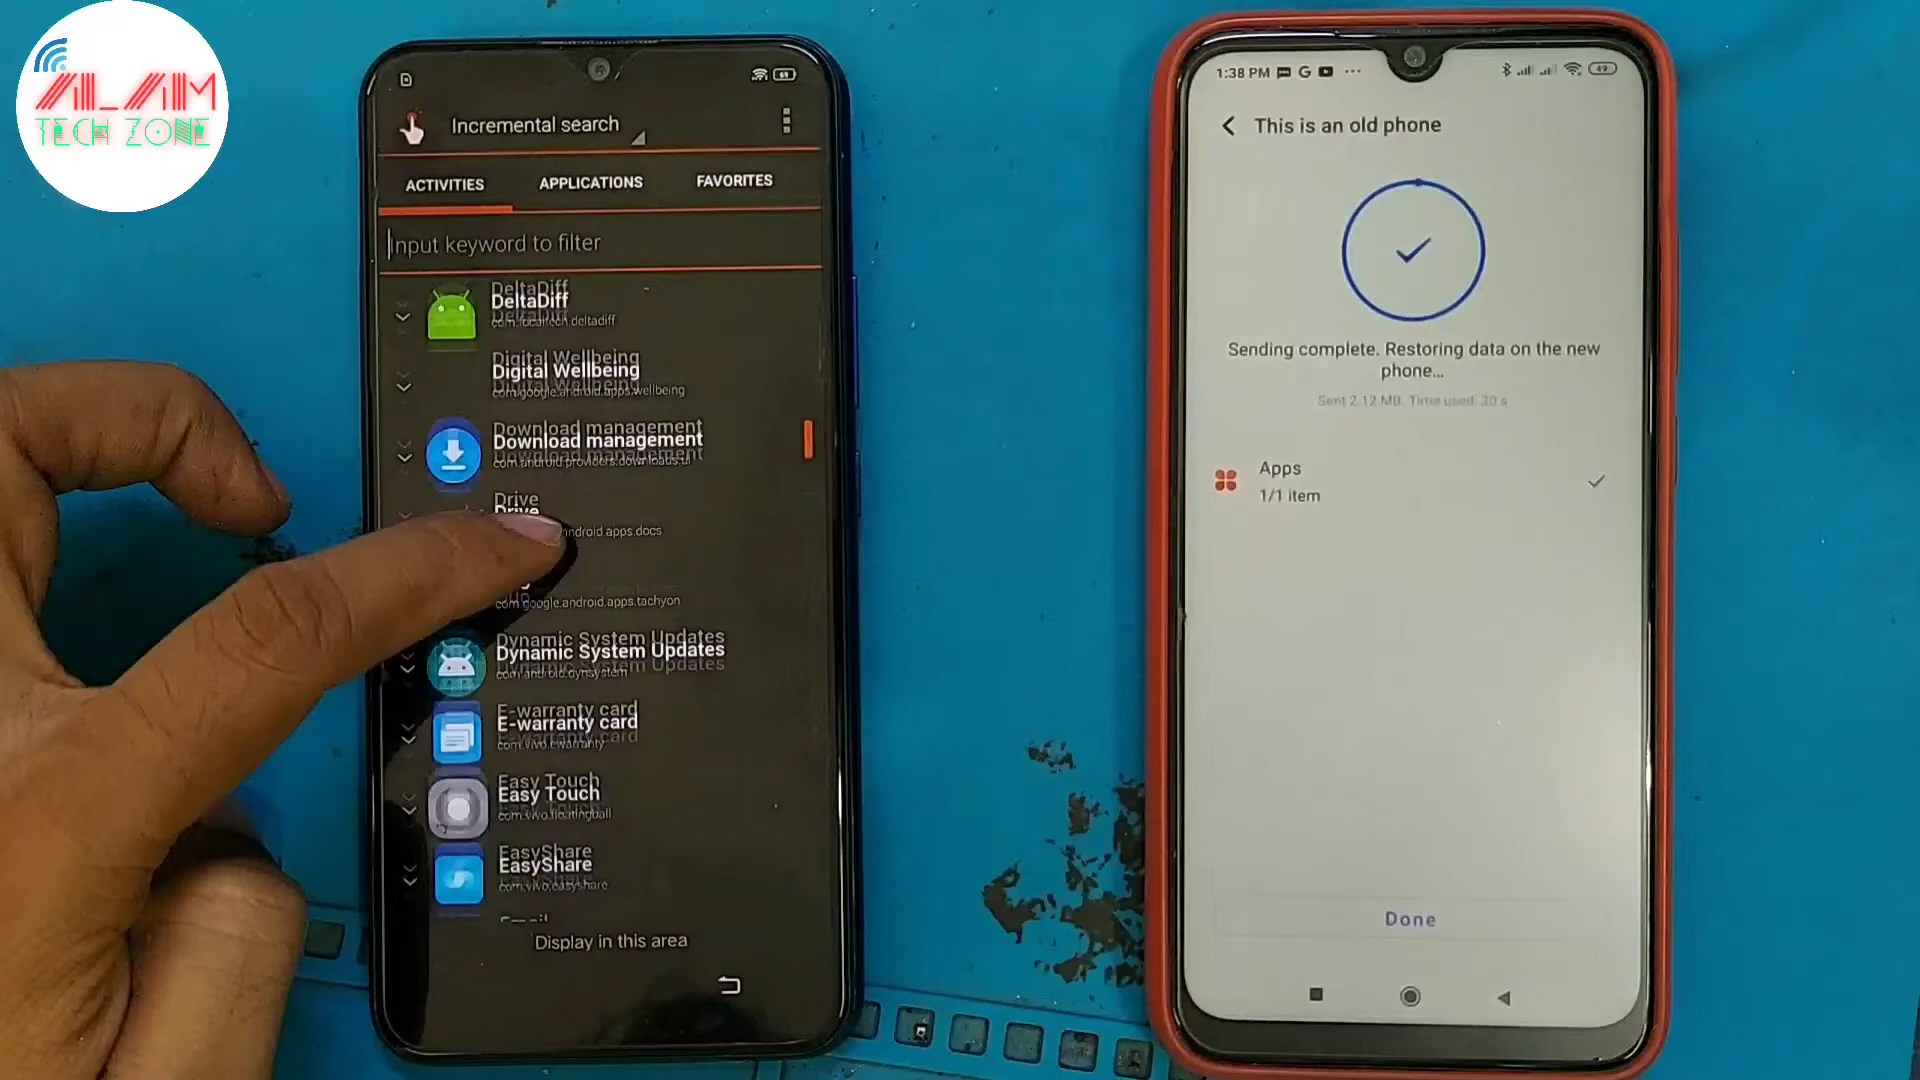 ALAM
TECH ZONE
69
Incremental search
ACTIVITIES
APPLICATIONS
FAVORITES
Input keyword to filter
DeltaDiff
com.focaltech.deltadiff
Digital Wellbeing
com.google.android.apps.wellbeing
Download management
com.android.providers.downloads.ui
Drive
android.apps.docs
com.google.android.apps.tachyon
Dynamic System Updates
com.android.dynsystem
E-warranty card
com.vivo.ewarranty
Easy Touch
com.vivo.floatingball
EasyShare
com.vivo.easyshare
Display in this area
1:38 PM
49
This is an old phone
Sending complete. Restoring data on the new
phone...
Sent 2.12 MB. Time used: 30 s
Apps
1/1 item
Done